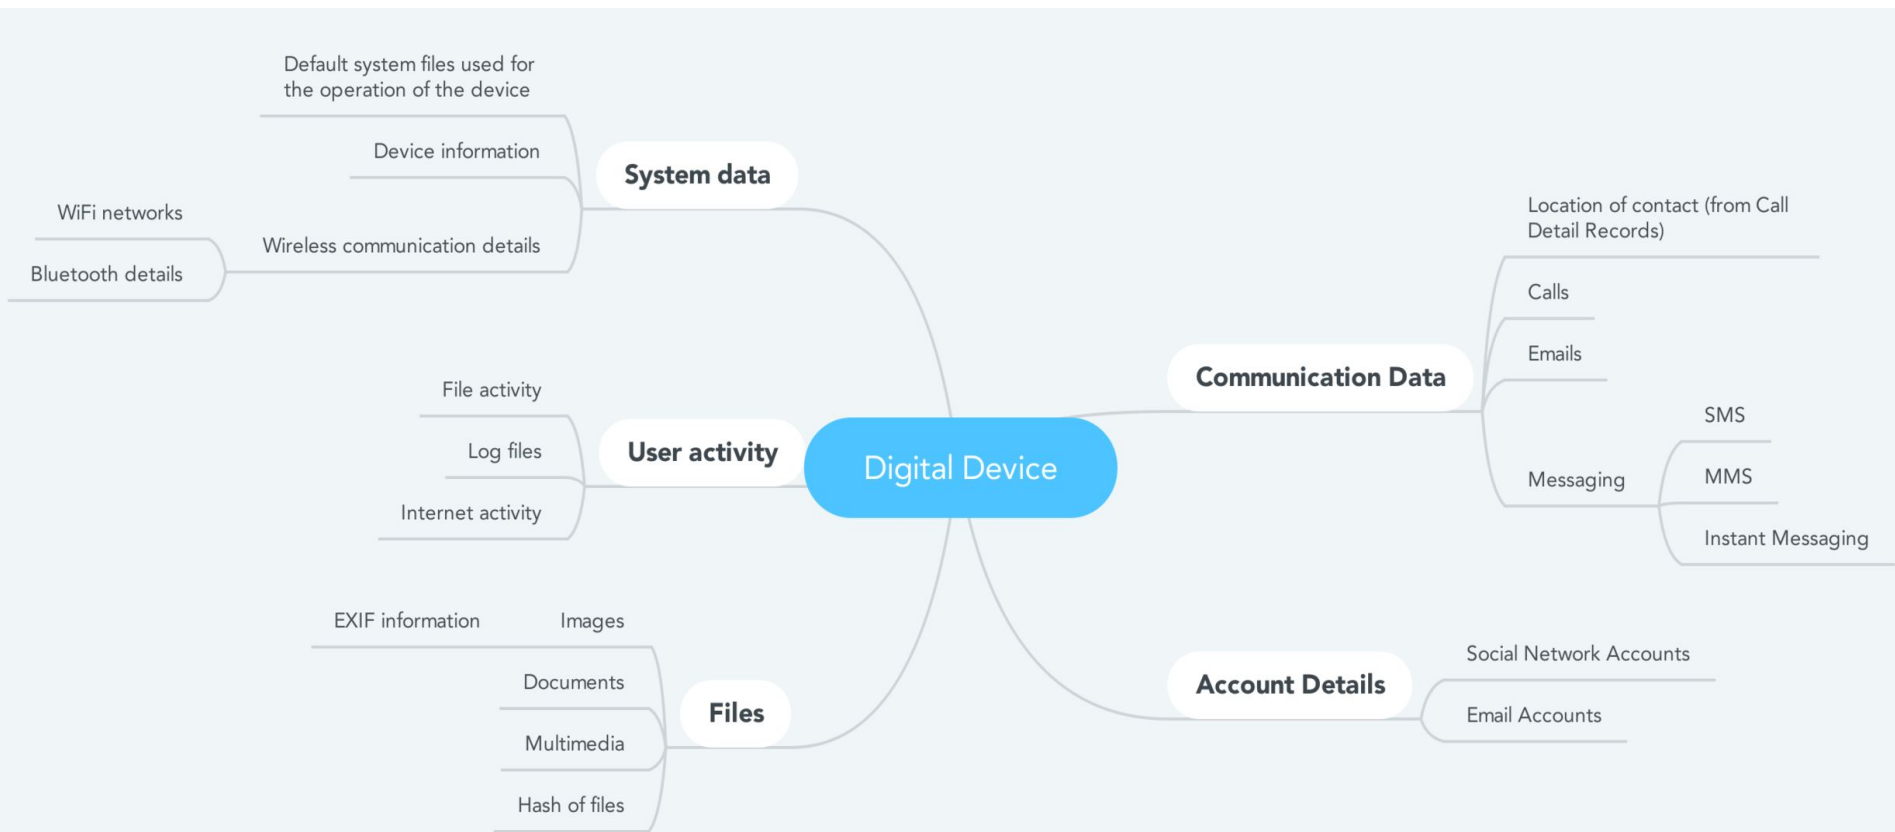 Default system files used for
the operation of the device
Device information
System data
WiFi networks
Wireless communication details
Bluetooth details
File activity
Log files
User activity
Internet activity
EXIF information
Images
Documents
Files
Multimedia
Hash of files
Digital Device
Location of contact (from Call
Detail Records)
Calls
Emails
Communication Data
SMS
Messaging
MMS
Instant Messaging
Account Details
Social Network Accounts
Email Accounts